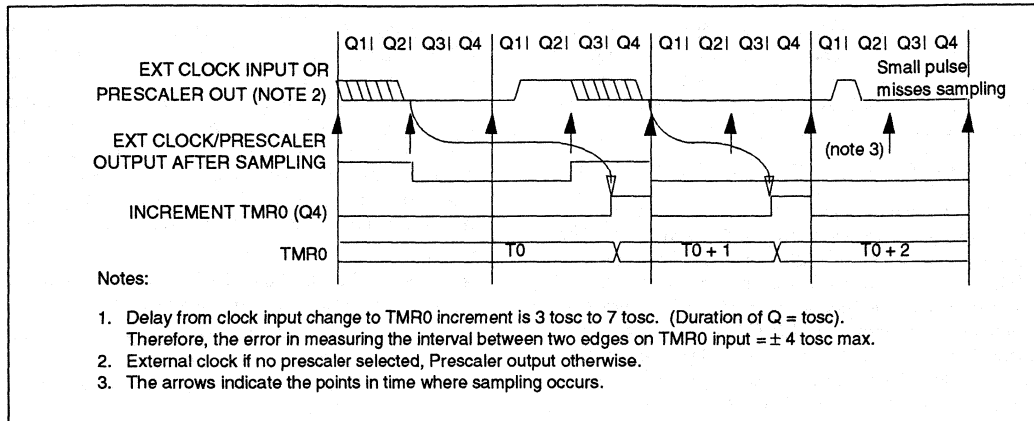 Q1| Q2| Q3| Q4 Q1| Q2| Q3| Q4 Q1| Q2| Q3| Q4 Q1| Q2| Q3| Q4
EXT CLOCK INPUT OR
PRESCALER OUT (NOTE 2)
Small pulse
misses sampling
EXT CLOCK/PRESCALER
OUTPUT AFTER SAMPLING
(note 3)
INCREMENT TMR0 (Q4)
TMR0 T0 T0 + 1 T0 + 2
Notes:
1. Delay from clock input change to TMR0 increment is 3 tosc to 7 tosc. (Duration of Q = tosc).
Therefore, the error in measuring the interval between two edges on TMR0 input = ± 4 tosc max.
2. External clock if no prescaler selected, Prescaler output otherwise.
3. The arrows indicate the points in time where sampling occurs.